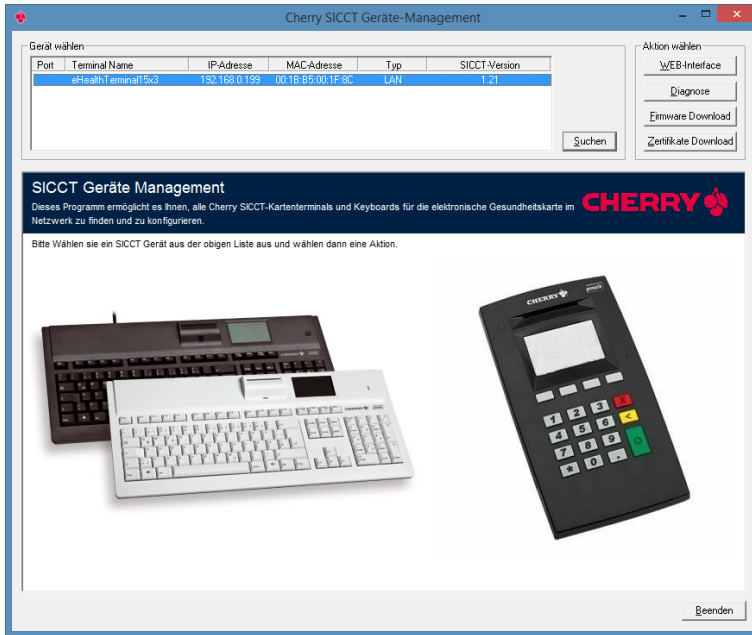 Cherry SICCT Geräte-Management
Gerät wählen
Port Terminal Name IP-Adresse MAC-Adresse Typ SICCT-Version
eHealthTerminal15x3 192.168.0.199 00:1B:B5:00:1F:8C LAN 1.21
Suchen
Aktion wählen
WEB-Interface
Diagnose
Firmware Download
Zertifikate Download
SICCT Geräte Management
Dieses Programm ermöglicht es Ihnen, alle Cherry SICCT-Kartenterminals und Keyboards für die elektronische Gesundheitskarte im
Netzwerk zu finden und zu konfigurieren.
CHERRY
Bitte Wählen sie ein SICCT Gerät aus der obigen Liste aus und wählen dann eine Aktion.
CHERRY
CHERRY
CHERRY
1 2 3 X
4 5 6 <
7 8 9 O
* 0 .
Beenden